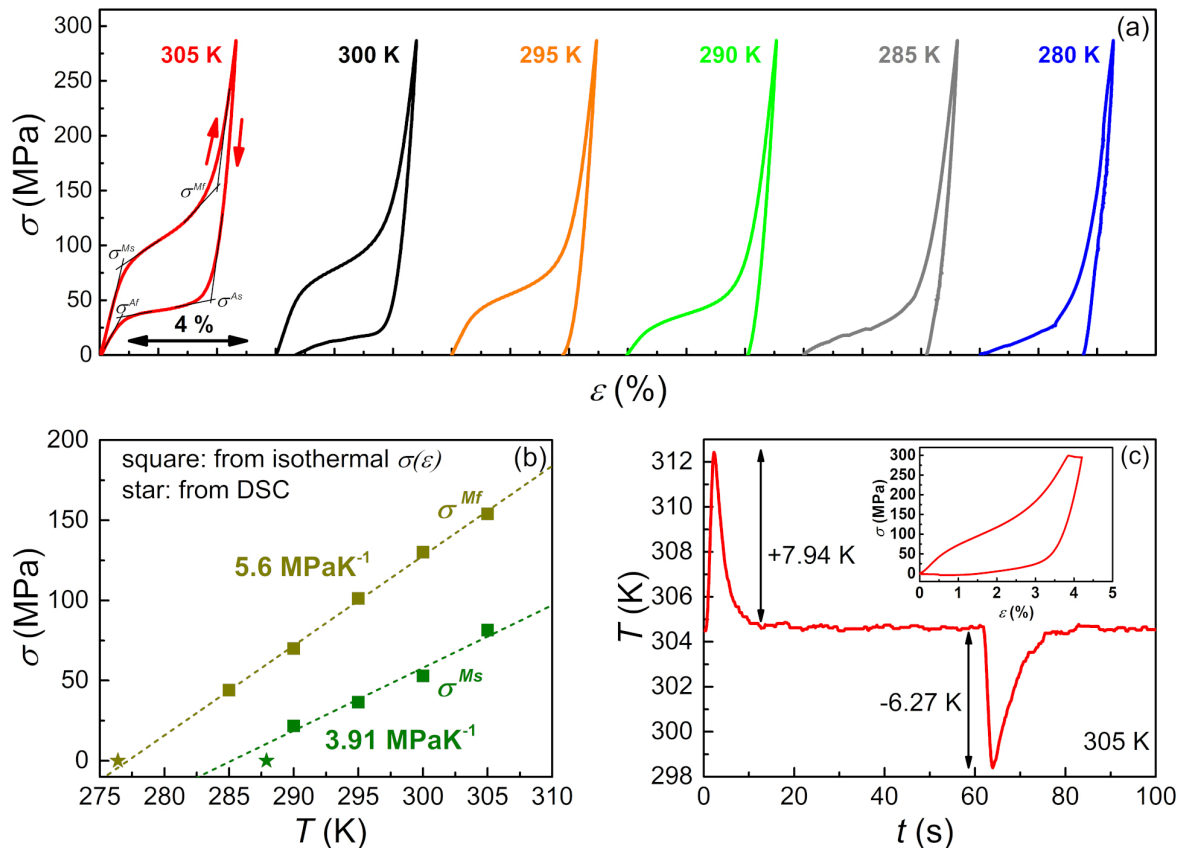 (a)
305 K 300 K 295 K 290 K 285 K 280 K
300
250
200
150
100
50
0
σ (MPa)
σ^Mf
σ^Ms
σ^Af
σ^As
4 %
ε (%)
(b)
square: from isothermal σ(ε)
star: from DSC
σ^Mf
5.6 MPaK⁻¹
σ^Ms
3.91 MPaK⁻¹
200
150
100
50
0
σ (MPa)
275 280 285 290 295 300 305 310
T (K)
(c)
312
310
308
306
304
302
300
298
T (K)
+7.94 K
-6.27 K
305 K
300
250
200
150
100
50
0
σ (MPa)
0 1 2 3 4 5
ε (%)
0 20 40 60 80 100
t (s)